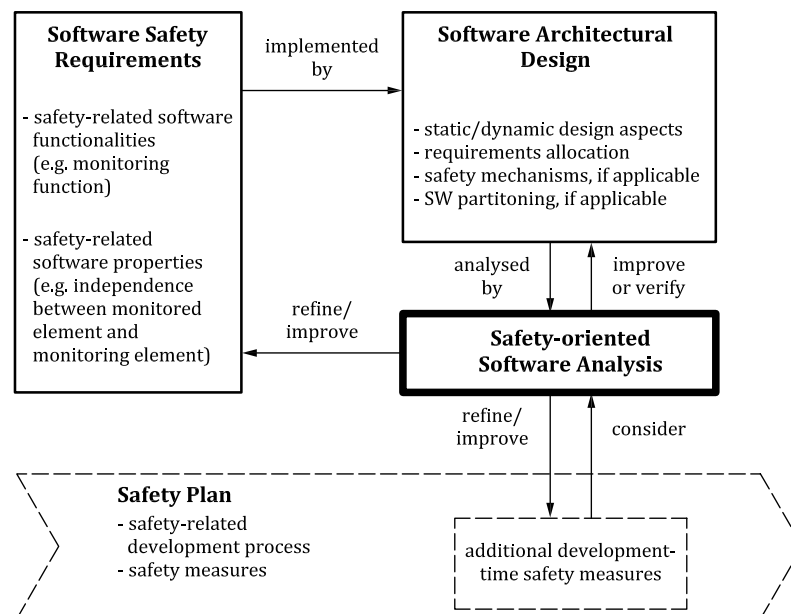 Software Safety
Requirements
- safety-related software
functionalities
(e.g. monitoring
function)
- safety-related
software properties
(e.g. independence
between monitored
element and
monitoring element)
implemented
by
Software Architectural
Design
- static/dynamic design aspects
- requirements allocation
- safety mechanisms, if applicable
- SW partitoning, if applicable
analysed
by
improve
or verify
refine/
improve
Safety-oriented
Software Analysis
refine/
improve
consider
Safety Plan
- safety-related
development process
- safety measures
additional development-
time safety measures